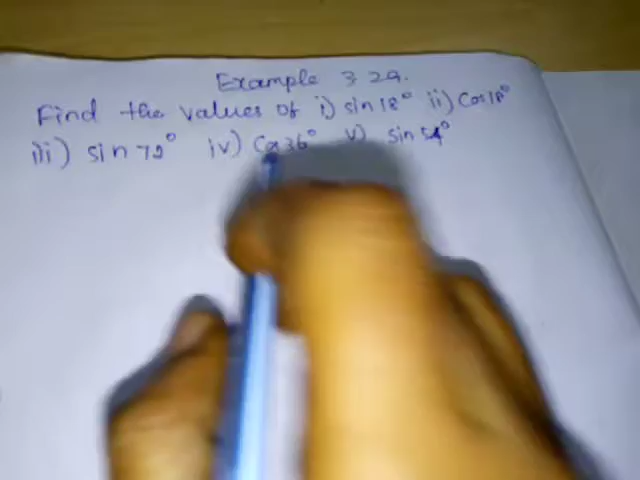 Example 3.29.
Find the values of i) sin 18° ii) Cos 18°
iii) sin 72° iv) Cos 36° v) sin 54°